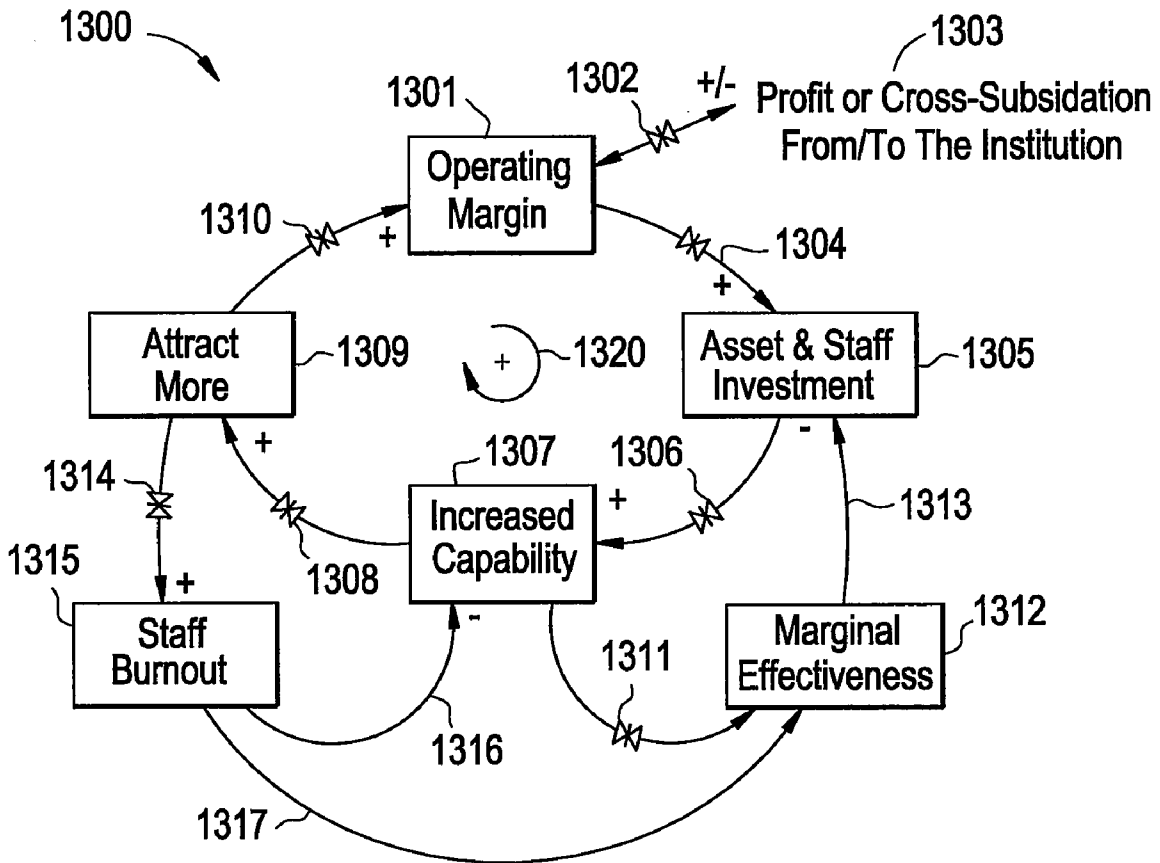 1300
1303
1302
+/-
Profit or Cross-Subsidation
From/To The Institution
1301
Operating
Margin
1310
+
1304
+
Attract
More
1309
+
1320
Asset & Staff
Investment
1305
-
+
1307
1306
+
1314
Increased
Capability
1308
1313
1315
+
-
Staff
Burnout
1311
Marginal
Effectiveness
1312
1316
1317